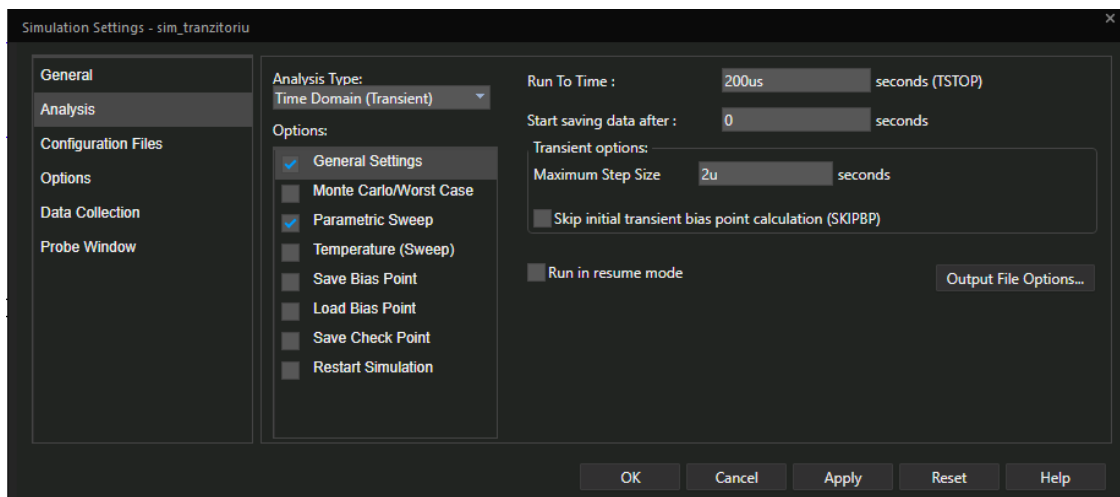 Simulation Settings - sim_tranzitoriu
General
Analysis
Configuration Files
Options
Data Collection
Probe Window
Analysis Type:
Time Domain (Transient)
Options:
General Settings
Monte Carlo/Worst Case
Parametric Sweep
Temperature (Sweep)
Save Bias Point
Load Bias Point
Save Check Point
Restart Simulation
Run To Time : 200us seconds (TSTOP)
Start saving data after : 0 seconds
Transient options:
Maximum Step Size 2u seconds
Skip initial transient bias point calculation (SKIPBP)
Run in resume mode
Output File Options...
OK Cancel Apply Reset Help